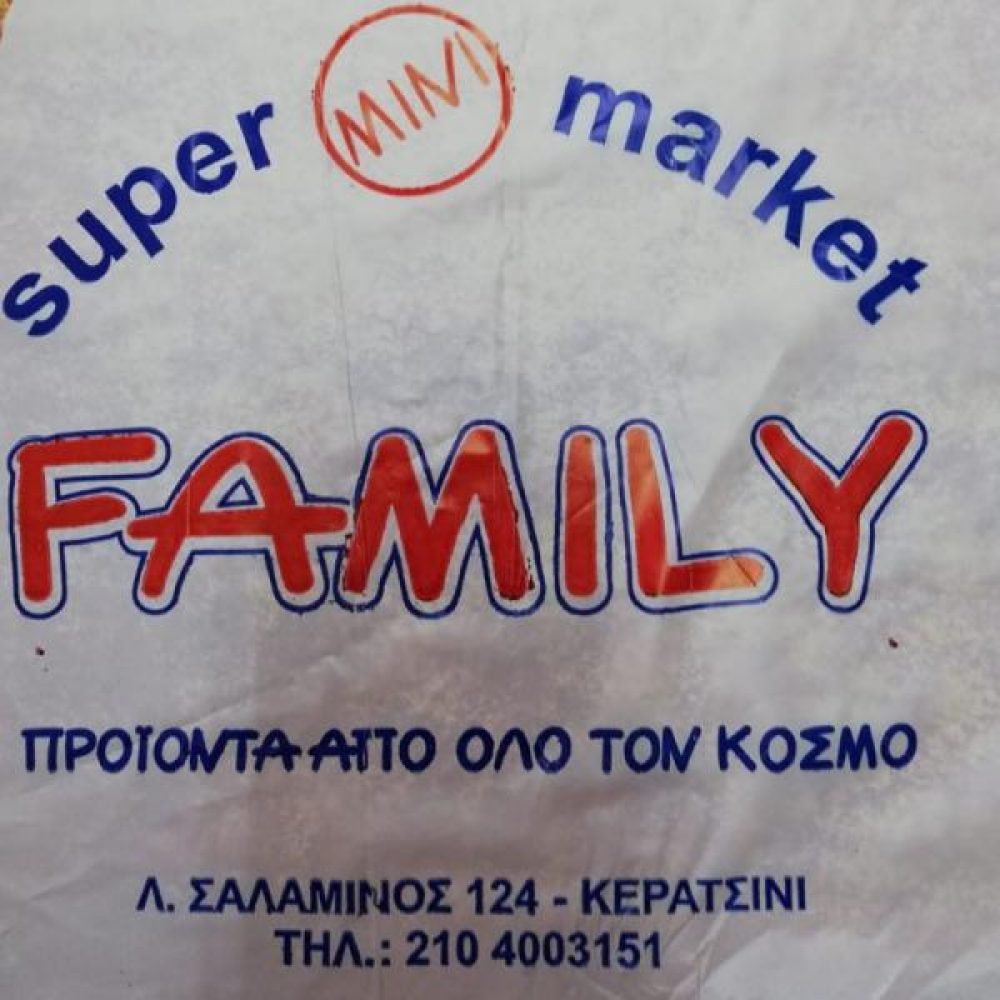 super MINI market
FAMILY
ΠΡΟΪΟΝΤΑ ΑΠΟ ΟΛΟ ΤΟΝ ΚΟΣΜΟ
Λ. ΣΑΛΑΜΙΝΟΣ 124 - ΚΕΡΑΤΣΙΝΙ
ΤΗΛ.: 210 4003151